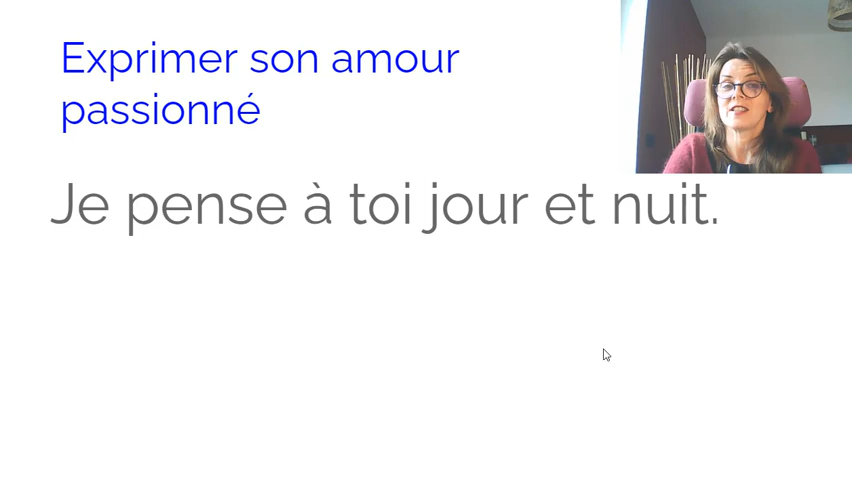 Exprimer son amour
passionné
Je pense à toi jour et nuit.